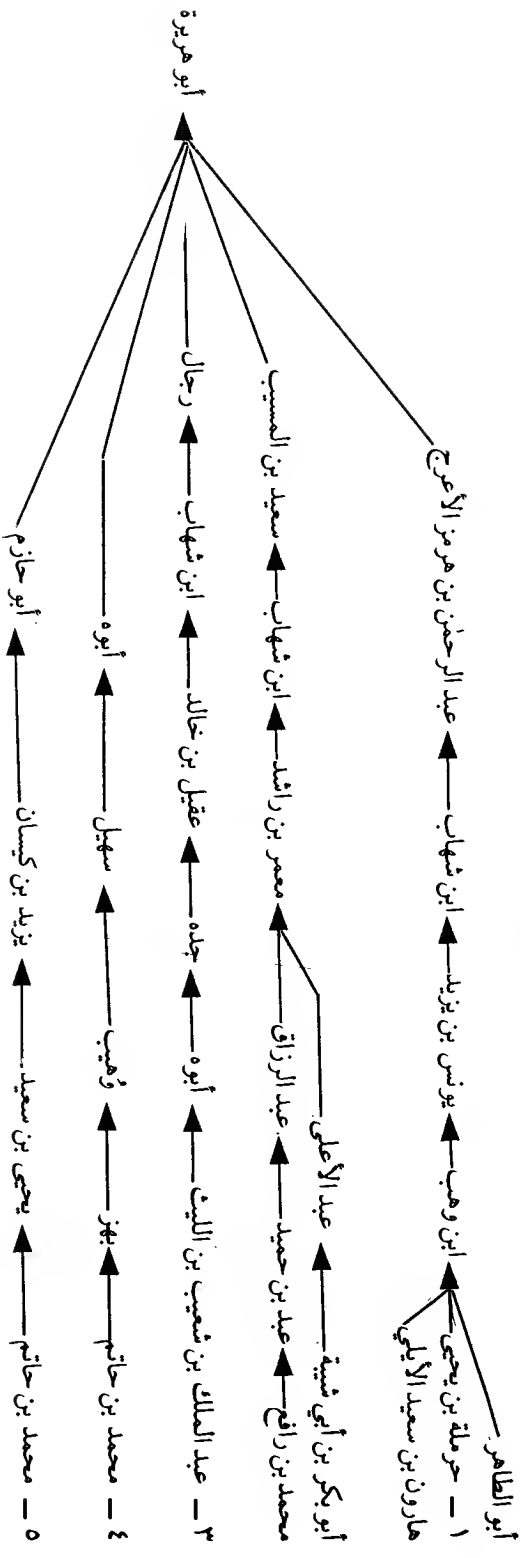 أبو الطاهر
١ – حرملة بن يحيى ابن وهب يونس بن يزيد ابن شهاب عبد الرحمٰن بن هرمز الأعرج
هارون بن سعيد الأيلي
أبو بكر بن أبي شيبة عبد الأعلى
محمد بن رافع عبد بن حميد عبد الرزاق معمر بن راشد ابن شهاب سعيد بن المسيب
٣ – عبد الملك بن شعيب بن الليث أبوه جده عقيل بن خالد ابن شهاب رجال أبو هريرة
٤ – محمد بن حاتم بهز وُهيب سهيل أبوه
٥ – محمد بن حاتم يحيى بن سعيد يزيد بن كيسان أبو حازم